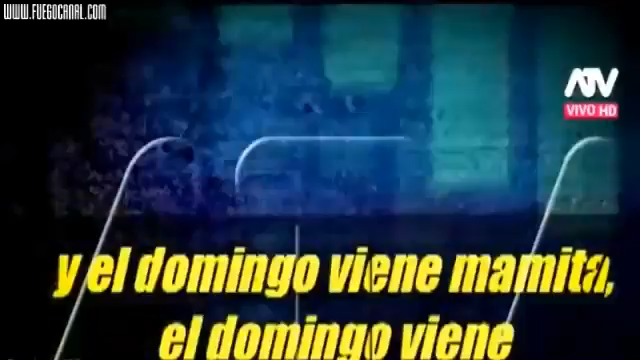 WWW.FUEGOCANAL.COM
ATV
VIVO HD
y el domingo viene mamita,
el domingo viene